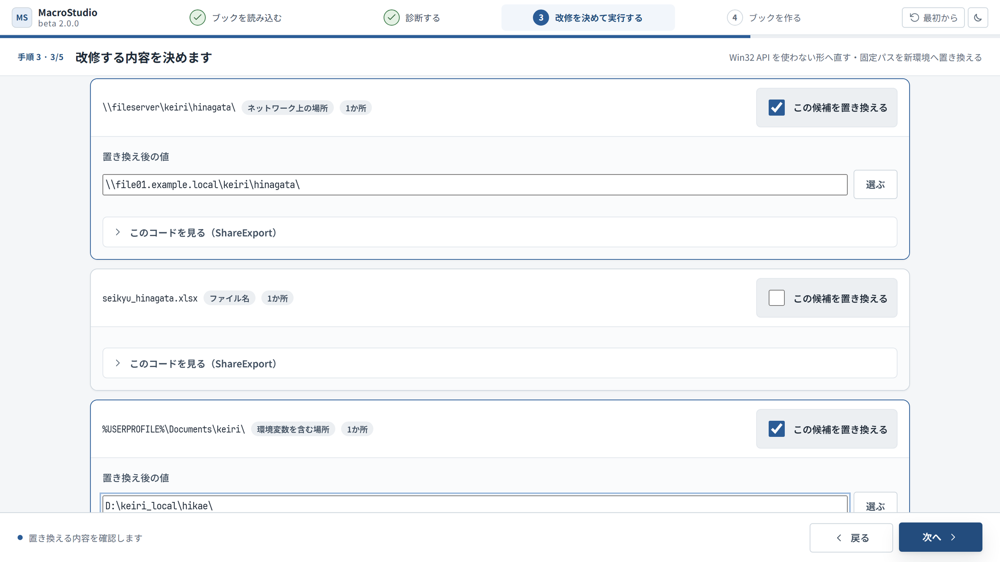 MS
MacroStudio
beta 2.0.0
ブックを読み込む
診断する
3 改修を決めて実行する
4 ブックを作る
最初から
手順 3・3/5 改修する内容を決めます
Win32 API を使わない形へ直す・固定パスを新環境へ置き換える
\\fileserver\keiri\hinagata\ ネットワーク上の場所 1か所
この候補を置き換える
置き換え後の値
\\file01.example.local\keiri\hinagata\
選ぶ
このコードを見る（ShareExport）
seikyu_hinagata.xlsx ファイル名 1か所
この候補を置き換える
このコードを見る（ShareExport）
%USERPROFILE%\Documents\keiri\ 環境変数を含む場所 1か所
この候補を置き換える
置き換え後の値
D:\keiri_local\hikae\
選ぶ
置き換える内容を確認します
戻る
次へ